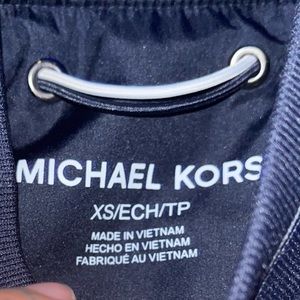 MICHAEL KORS
XS/ECH/TP
MADE IN VIETNAM
HECHO EN VIETNAM
FABRIQUÉ AU VIETNAM